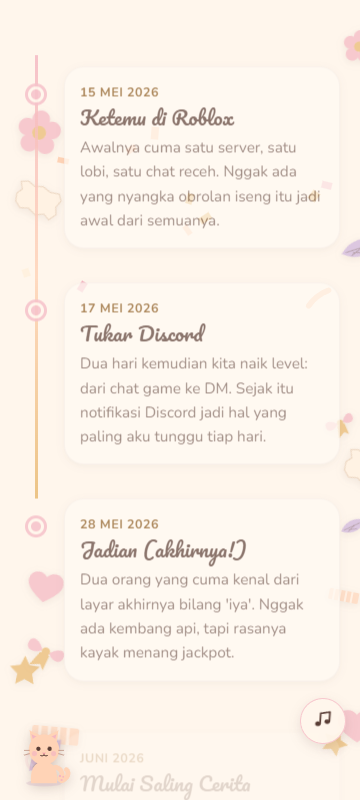 15 MEI 2026
Ketemu di Roblox
Awalnya cuma satu server, satu
lobi, satu chat receh. Nggak ada
yang nyangka obrolan iseng itu jadi
awal dari semuanya.
17 MEI 2026
Tukar Discord
Dua hari kemudian kita naik level:
dari chat game ke DM. Sejak itu
notifikasi Discord jadi hal yang
paling aku tunggu tiap hari.
28 MEI 2026
Jadian (akhirnya!)
Dua orang yang cuma kenal dari
layar akhirnya bilang 'iya'. Nggak
ada kembang api, tapi rasanya
kayak menang jackpot.
JUNI 2026
Mulai Saling Cerita